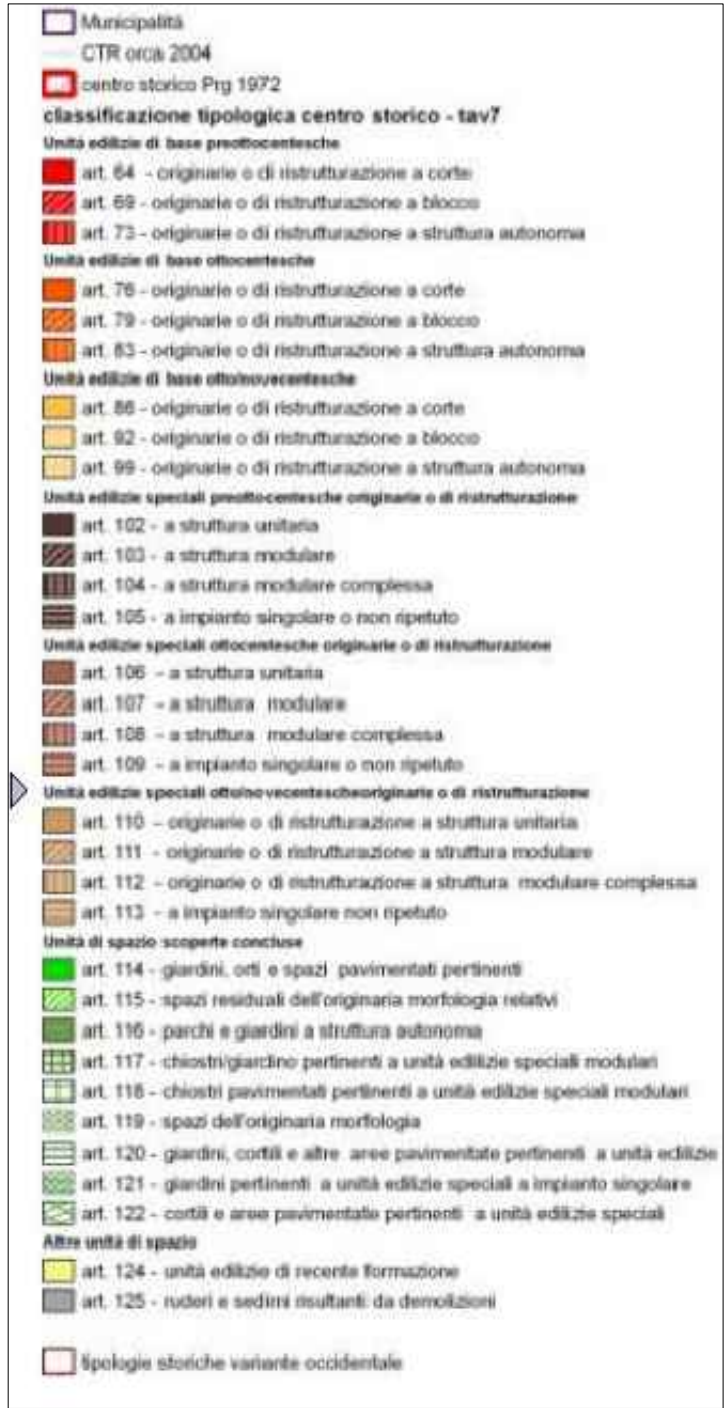 Municipalità
CTR orca 2004
centro storico Prg 1972
classificazione tipologica centro storico - tav7
Unità edilizie di base preottocentesche
art. 64 - originarie o di ristrutturazione a corte
art. 69 - originarie o di ristrutturazione a blocco
art. 73 - originarie o di ristrutturazione a struttura autonoma
Unità edilizie di base ottocentesche
art. 76 - originarie o di ristrutturazione a corte
art. 79 - originarie o di ristrutturazione a blocco
art. 83 - originarie o di ristrutturazione a struttura autonoma
Unità edilizie di base otto/novecentesche
art. 86 - originarie o di ristrutturazione a corte
art. 92 - originarie o di ristrutturazione a blocco
art. 99 - originarie o di ristrutturazione a struttura autonoma
Unità edilizie speciali preottocentesche originarie o di ristrutturazione
art. 102 - a struttura unitaria
art. 103 - a struttura modulare
art. 104 - a struttura modulare complessa
art. 105 - a impianto singolare o non ripetuto
Unità edilizie speciali ottocentesche originarie o di ristrutturazione
art. 106 - a struttura unitaria
art. 107 - a struttura modulare
art. 108 - a struttura modulare complessa
art. 109 - a impianto singolare o non ripetuto
Unità edilizie speciali otto/novecentescheoriginarie o di ristrutturazione
art. 110 - originarie o di ristrutturazione a struttura unitaria
art. 111 - originarie o di ristrutturazione a struttura modulare
art. 112 - originarie o di ristrutturazione a struttura modulare complessa
art. 113 - a impianto singolare non ripetuto
Unità di spazio scoperte concluse
art. 114 - giardini, orti e spazi pavimentati pertinenti
art. 115 - spazi residuali dell'originaria morfologia relativi
art. 116 - parchi e giardini a struttura autonoma
art. 117 - chiostri/giardino pertinenti a unità edilizie speciali modulari
art. 118 - chiostri pavimentati pertinenti a unità edilizie speciali modulari
art. 119 - spazi dell'originaria morfologia
art. 120 - giardini, cortili e altre aree pavimentate pertinenti a unità edilizie
art. 121 - giardini pertinenti a unità edilizie speciali a impianto singolare
art. 122 - cortili e aree pavimentate pertinenti a unità edilizie speciali
Altre unità di spazio
art. 124 - unità edilizie di recente formazione
art. 125 - ruderi e sedimi risultanti da demolizioni
tipologie storiche variante occidentale